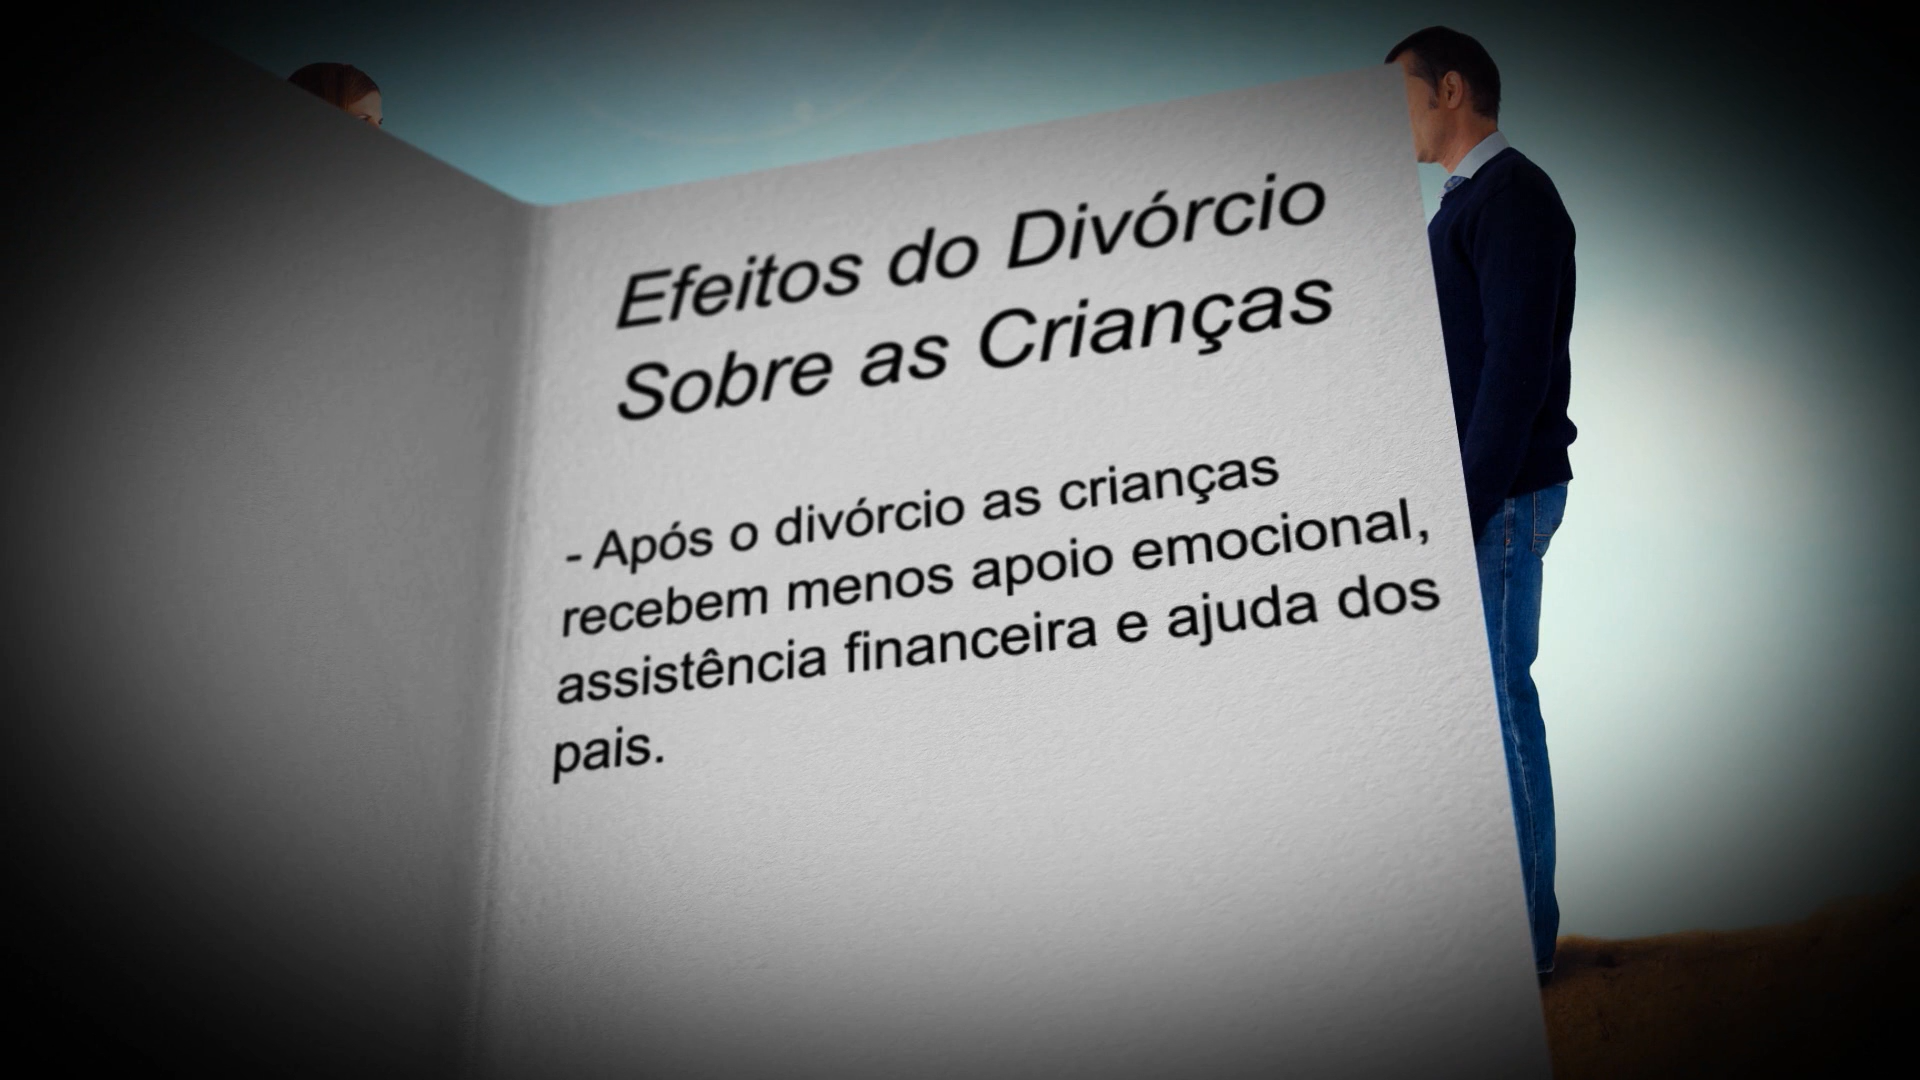 Efeitos do Divórcio
Sobre as Crianças
- Após o divórcio as crianças
recebem menos apoio emocional,
assistência financeira e ajuda dos
pais.